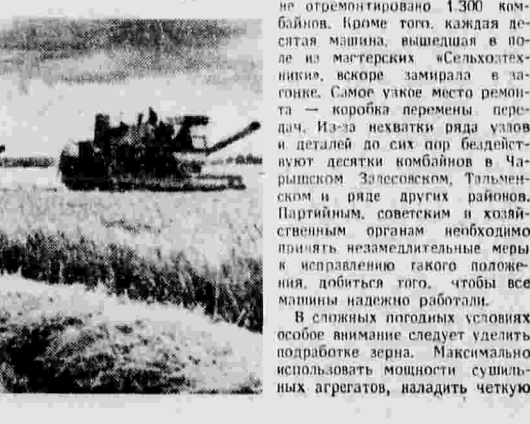 не отремонтировано 1.300 ком-
байнов. Кроме того, каждая де-
сятая машина, вышедшая в по-
ле из мастерских «Сельхозтех-
ники», вскоре замирала в за-
гонке. Самое узкое место ремон-
та — коробка перемены пере-
дач. Из-за нехватки ряда узлов
и деталей до сих пор бездейст-
вуют десятки комбайнов в Ча-
рышском Залесовском, Тальмен-
ском и ряде других районов.
Партийным, советским и хозяй-
ственным органам необходимо
принять незамедлительные меры
к исправлению такого положе-
ния, добиться того, чтобы все
машины надежно работали.
В сложных погодных условиях
особое внимание следует уделить
подработке зерна. Максимально
использовать мощности сушиль-
ных агрегатов, наладить четкую